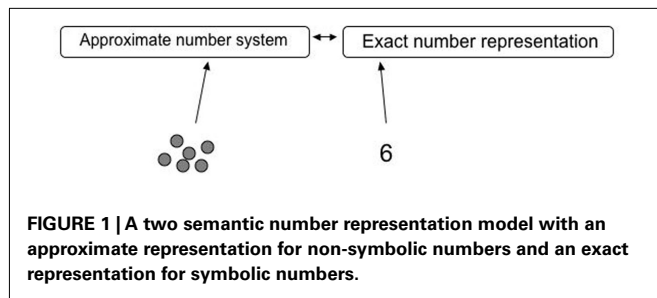 Approximate number system
Exact number representation
6
FIGURE 1 | A two semantic number representation model with an
approximate representation for non-symbolic numbers and an exact
representation for symbolic numbers.